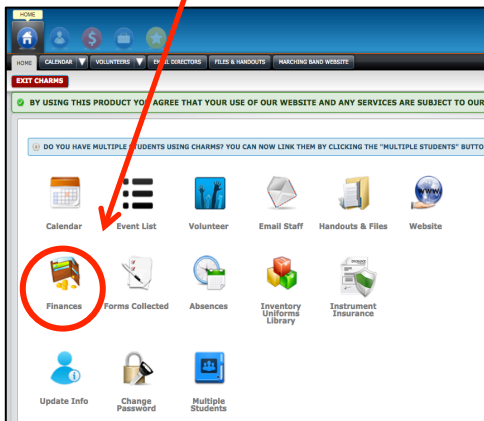 HOME
HOME CALENDAR VOLUNTEERS EMAIL DIRECTORS FILES & HANDOUTS MARCHING BAND WEBSITE
EXIT CHARMS
BY USING THIS PRODUCT YOU AGREE THAT YOUR USE OF OUR WEBSITE AND ANY SERVICES ARE SUBJECT TO OUR
DO YOU HAVE MULTIPLE STUDENTS USING CHARMS? YOU CAN NOW LINK THEM BY CLICKING THE "MULTIPLE STUDENTS" BUTTO
www
Calendar Event List Volunteer Email Staff Handouts & Files Website
Finances Forms Collected Absences Inventory Instrument
Uniforms Insurance
Library
Update Info Change Multiple
Password Students